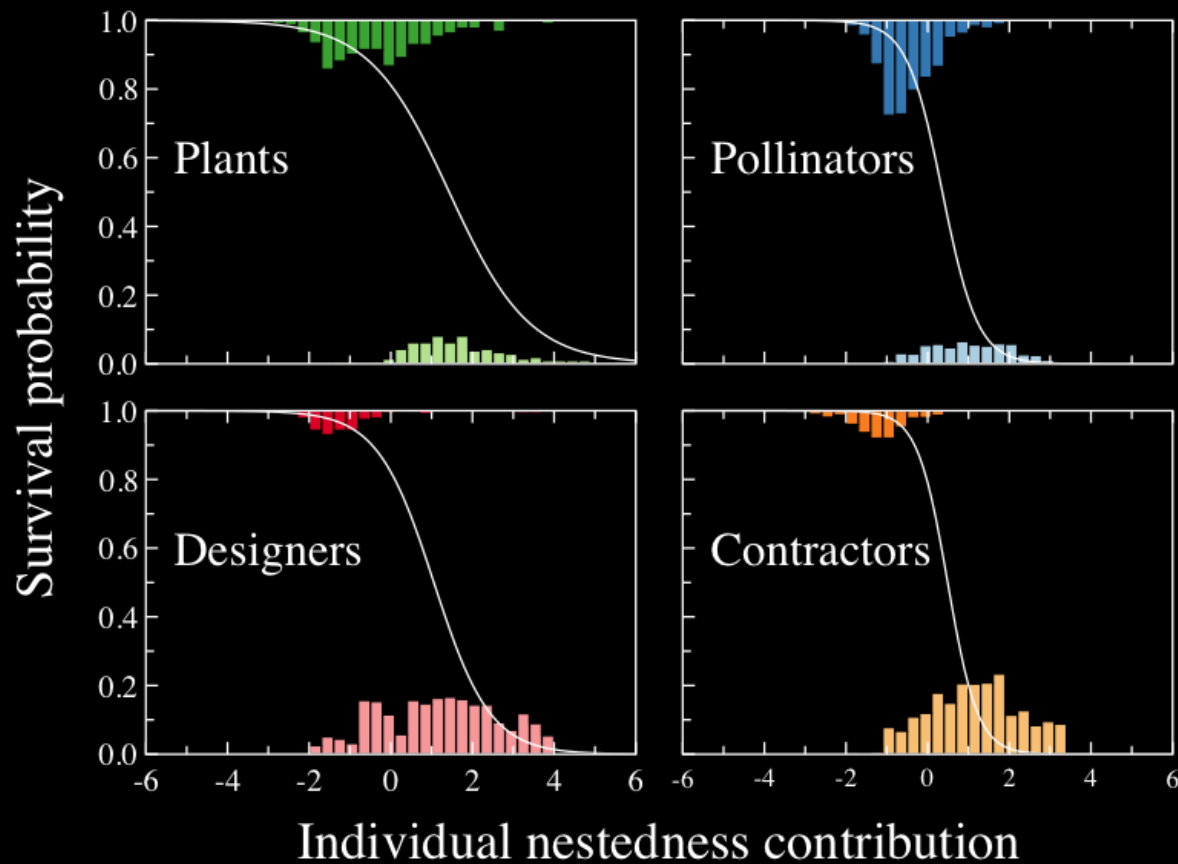 1.0
0.8
0.6
0.4
0.2
0.0
Plants
Pollinators
1.0
0.8
0.6
0.4
0.2
0.0
Designers
Contractors
-6 -4 -2 0 2 4 6
-6 -4 -2 0 2 4 6
Survival probability
Individual nestedness contribution